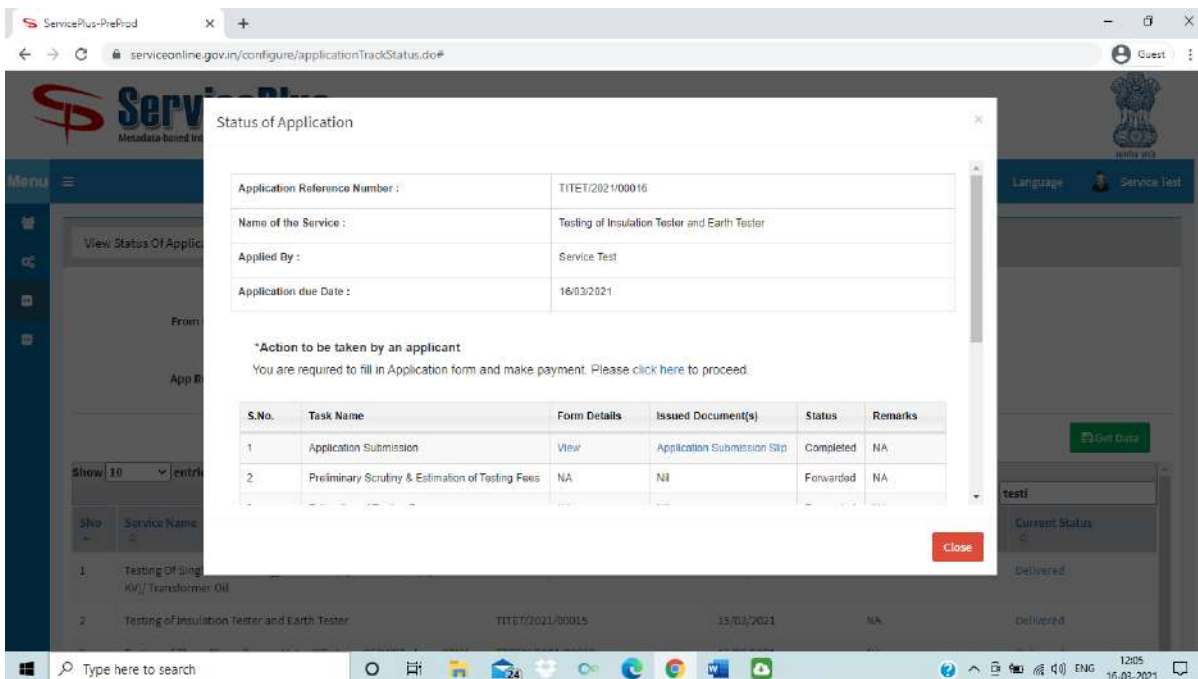 ServicePlus-PreProd
serviceonline.gov.in/configure/applicationTrackStatus.do#
Guest
Metadata-based
Status of Application
Menu
Language
Service Test
Application Reference Number : TITET/2021/00016
Name of the Service : Testing of Insulation Tester and Earth Tester
Applied By : Service Test
Application due Date : 16/03/2021
View Status Of
From
App
*Action to be taken by an applicant
You are required to fill in Application form and make payment. Please click here to proceed.
S.No. Task Name Form Details Issued Document(s) Status Remarks
1 Application Submission View Application Submission Slip Completed NA
2 Preliminary Scrutiny & Estimation of Testing Fees NA Nil Forwarded NA
Get Data
Show 10
testi
SNo Service Name Current Status
Close
1 Testing Of Delivered
KV)/ Transformer Oil
2 Testing of Insulation Tester and Earth Tester TITET/2021/00015 15/03/2021 NA Delivered
Type here to search
24
ENG
12:05
16-03-2021